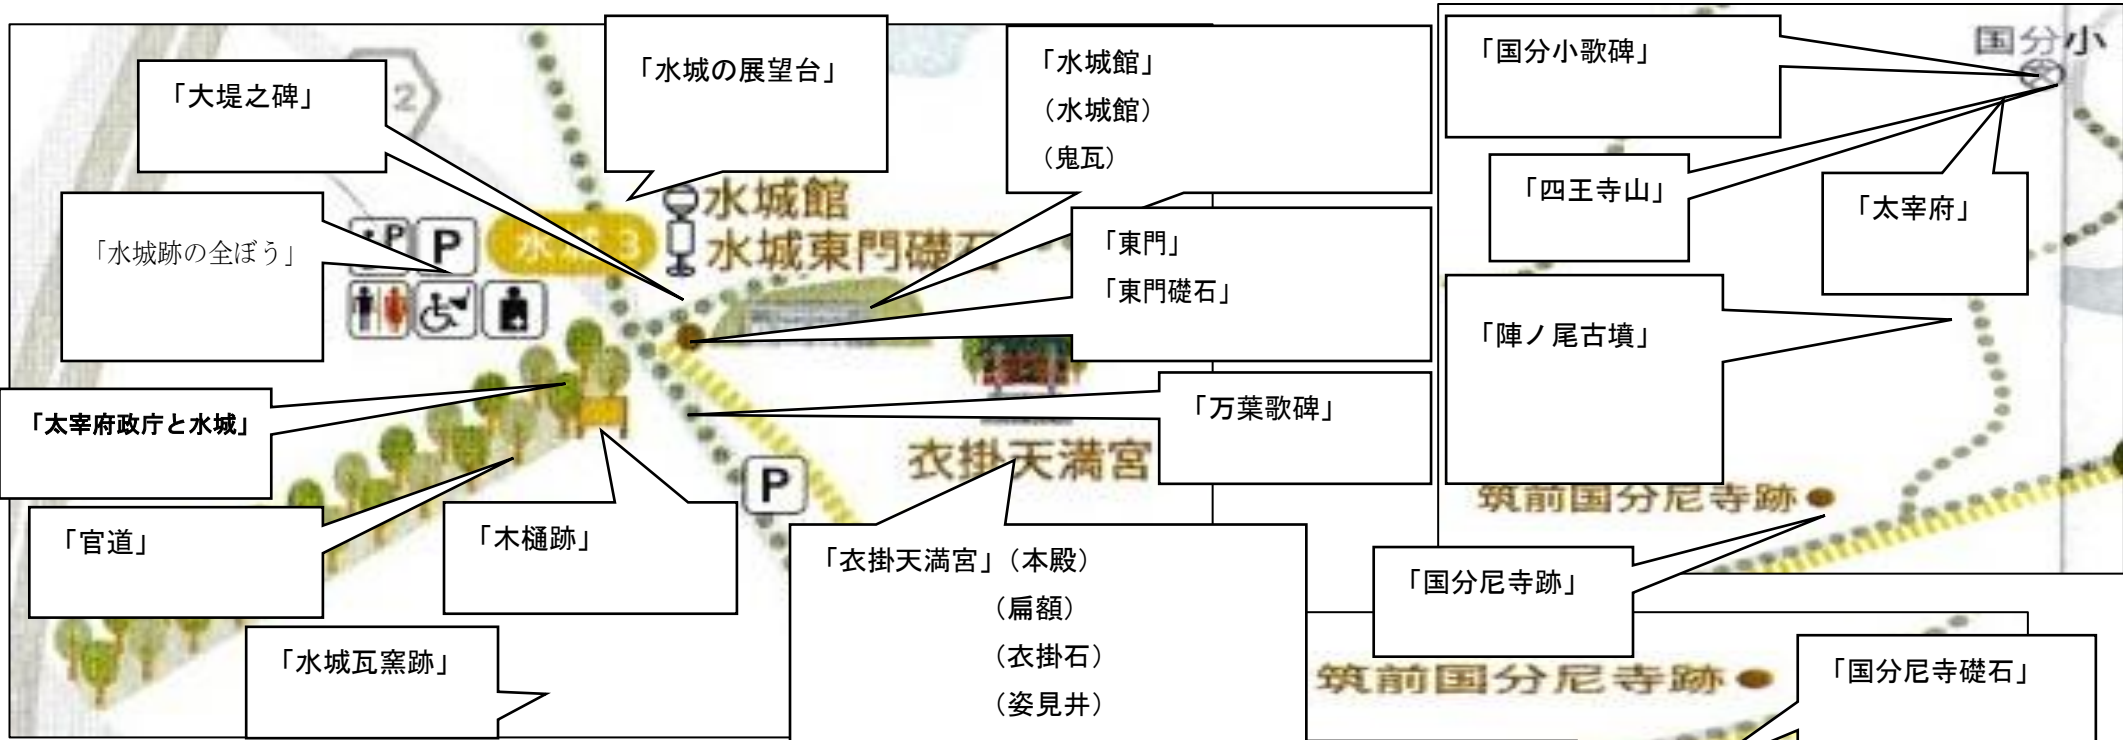 「大堤之碑」
2
「水城の展望台」
「水城館」
（水城館）
（鬼瓦）
「水城跡の全ぼう」
P
P
水城 3
水城館
水城東門礎石
「東門」
「東門礎石」
「太宰府政庁と水城」
「万葉歌碑」
衣掛天満宮
P
「官道」
「木樋跡」
「水城瓦窯跡」
「衣掛天満宮」（本殿）
（扁額）
（衣掛石）
（姿見井）
「国分小歌碑」
国分小
「四王寺山」
「太宰府」
「陣ノ尾古墳」
筑前国分尼寺跡
「国分尼寺跡」
筑前国分尼寺跡
「国分尼寺礎石」